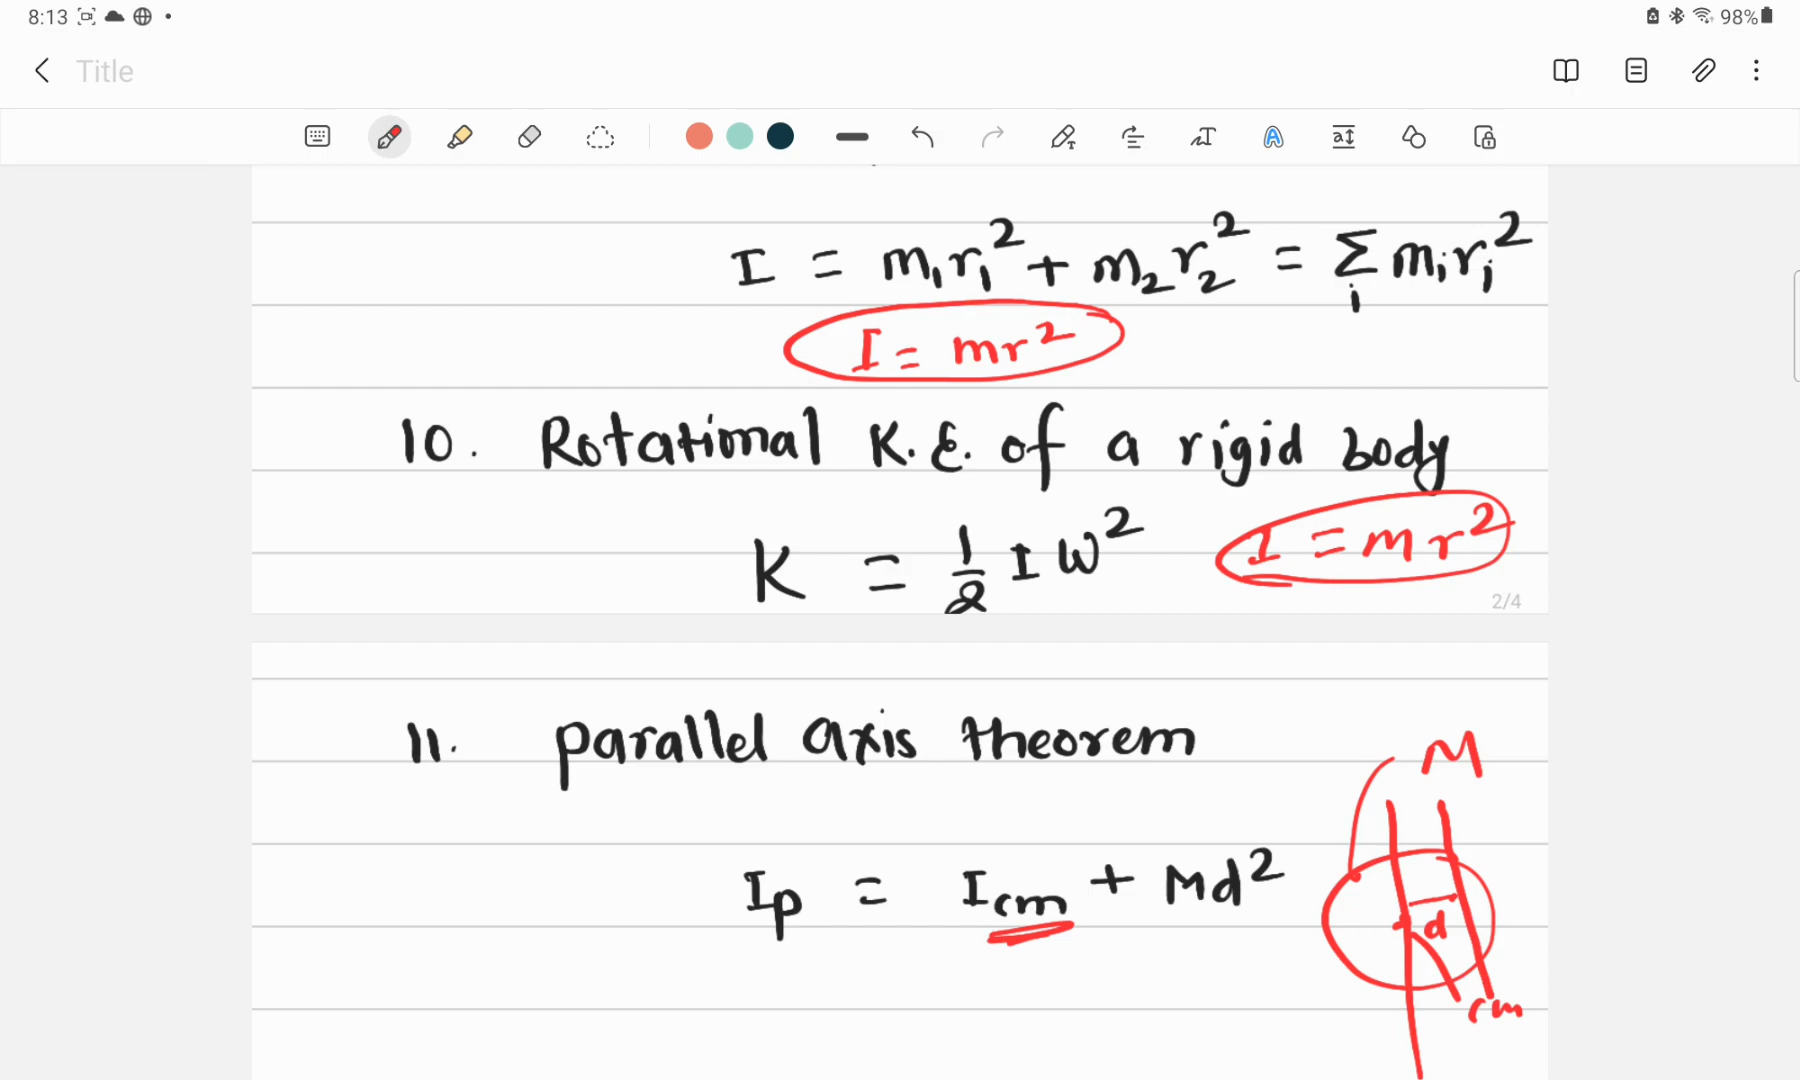 8:13
98%
Title
I = m₁r₁² + m₂r₂² = Σᵢ mᵢrᵢ²
I = mr²
10. Rotational K.E. of a rigid body
K = ½ I ω²
I = mr²
2/4
11. parallel axis theorem
M
Ip = Icm + Md²
d
cm